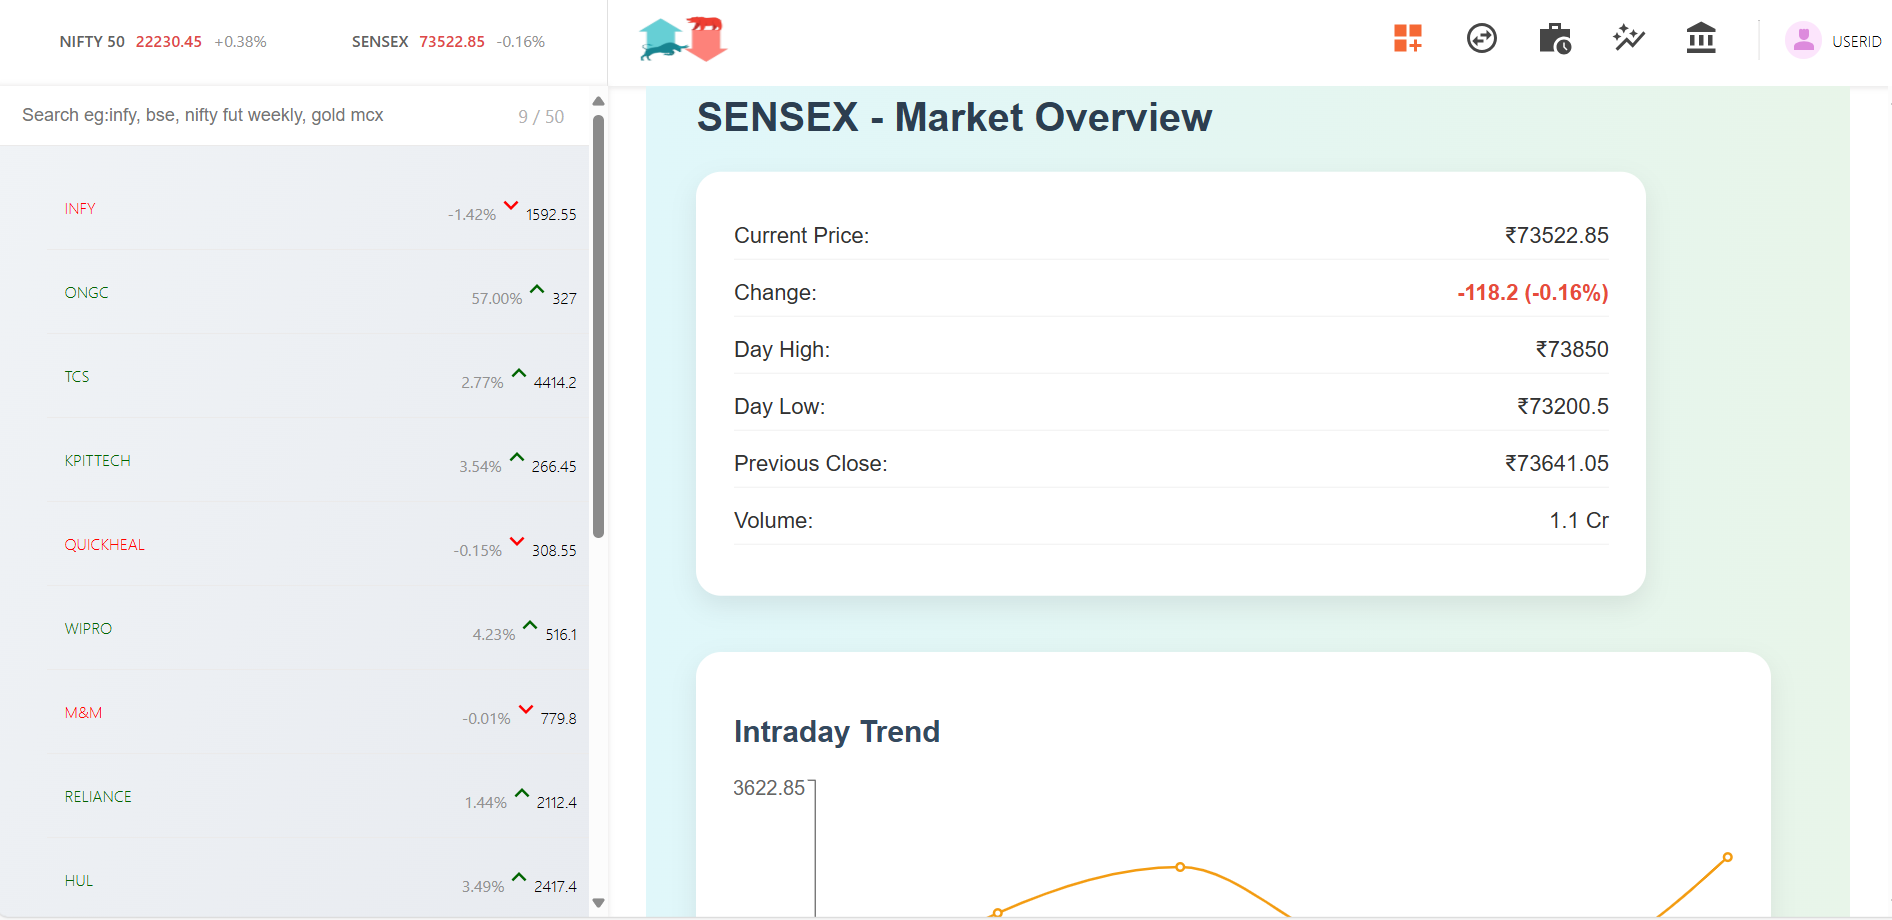 NIFTY 50 22230.45 +0.38% SENSEX 73522.85 -0.16%
USERID
Search eg:infy, bse, nifty fut weekly, gold mcx 9 / 50
INFY -1.42% 1592.55
ONGC 57.00% 327
TCS 2.77% 4414.2
KPITTECH 3.54% 266.45
QUICKHEAL -0.15% 308.55
WIPRO 4.23% 516.1
M&M -0.01% 779.8
RELIANCE 1.44% 2112.4
HUL 3.49% 2417.4
SENSEX - Market Overview
Current Price: ₹73522.85
Change: -118.2 (-0.16%)
Day High: ₹73850
Day Low: ₹73200.5
Previous Close: ₹73641.05
Volume: 1.1 Cr
Intraday Trend
3622.85